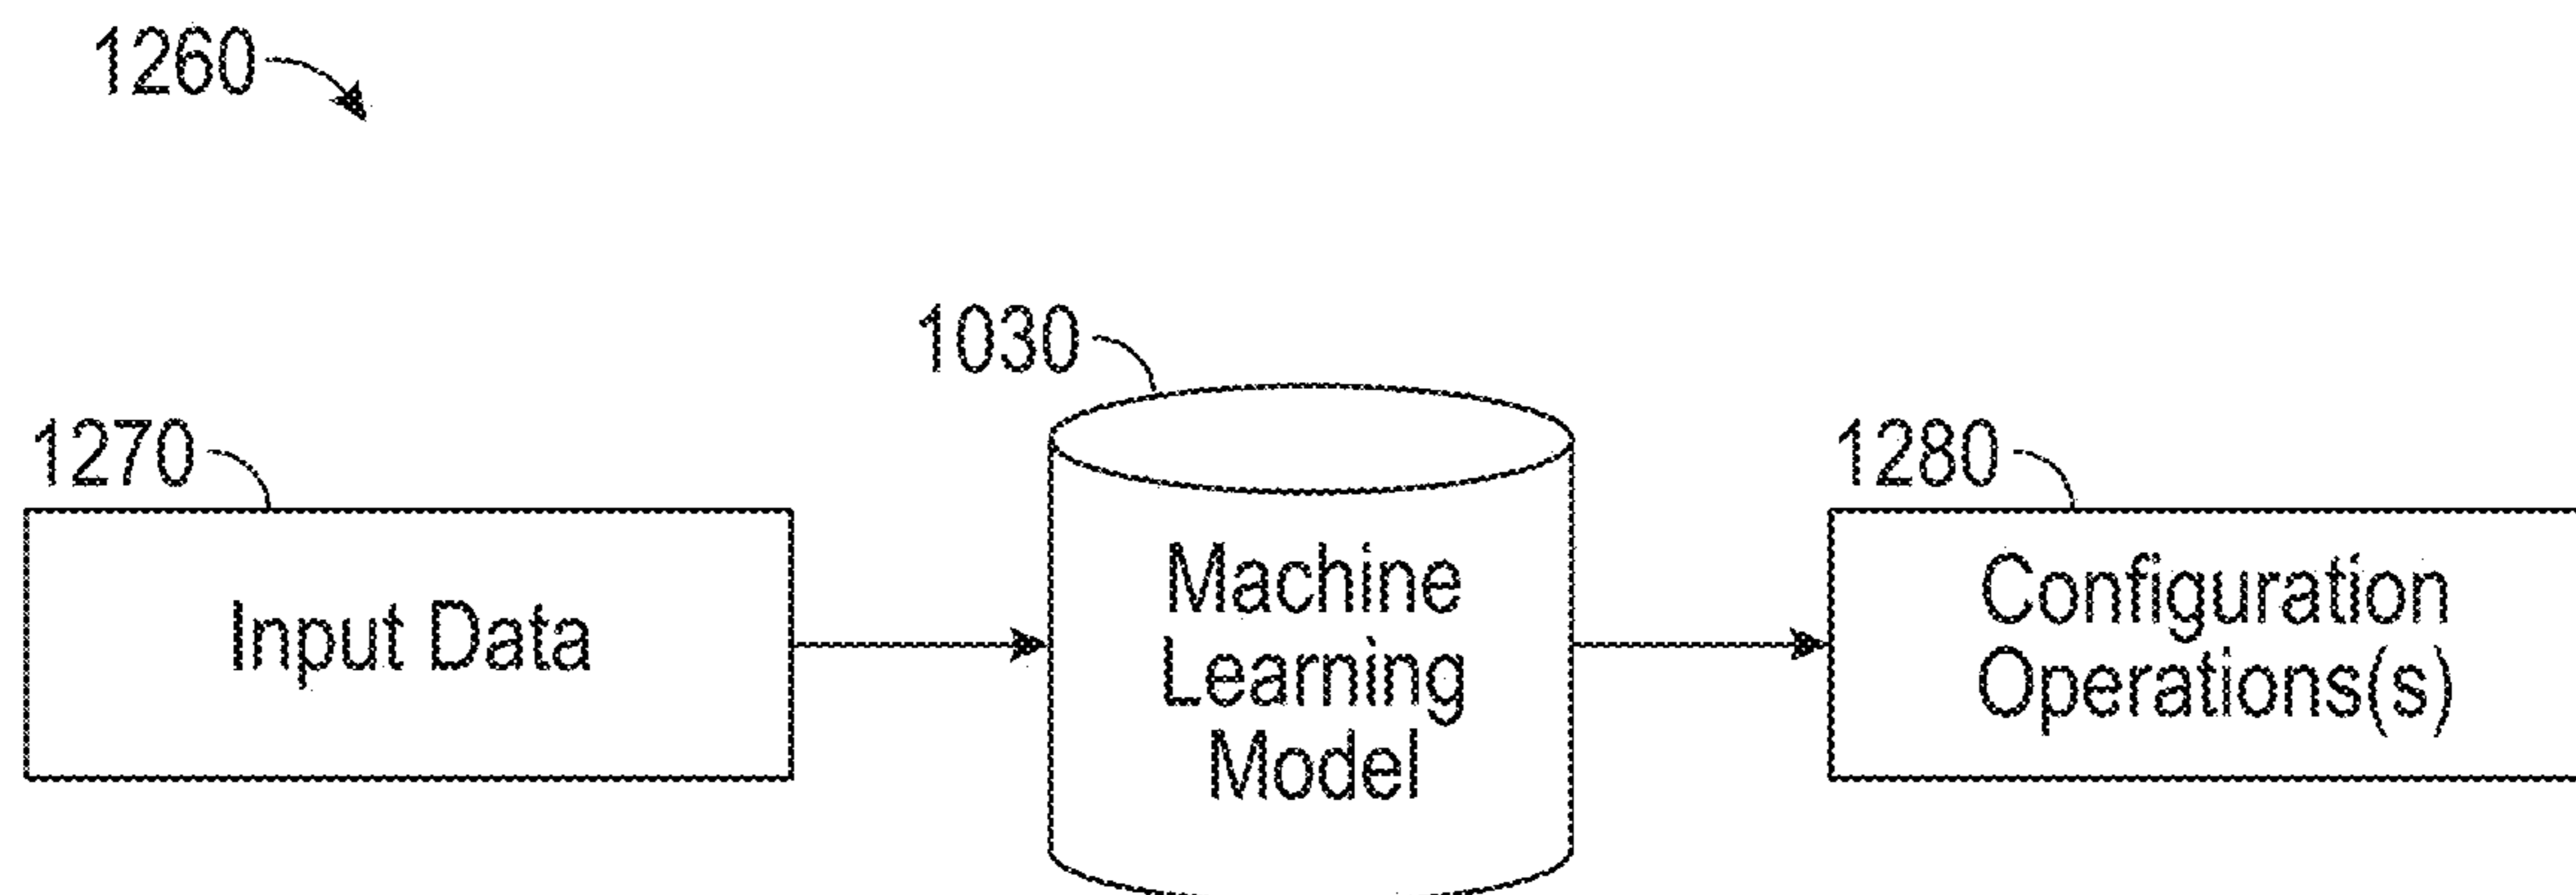 1260
1030
1270
1280
Input Data
Machine
Learning
Model
Configuration
Operations(s)